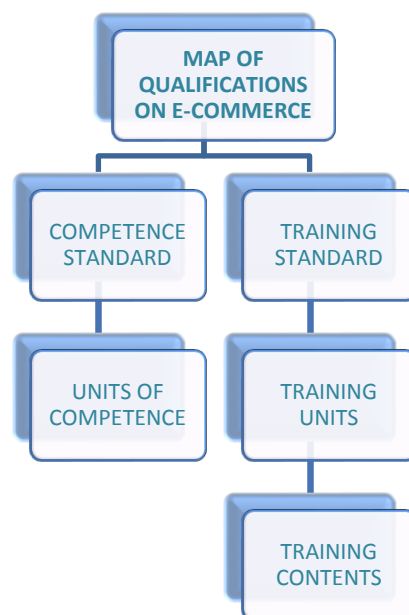 MAP OF
QUALIFICATIONS
ON E-COMMERCE
COMPETENCE
STANDARD
TRAINING
STANDARD
UNITS OF
COMPETENCE
TRAINING
UNITS
TRAINING
CONTENTS